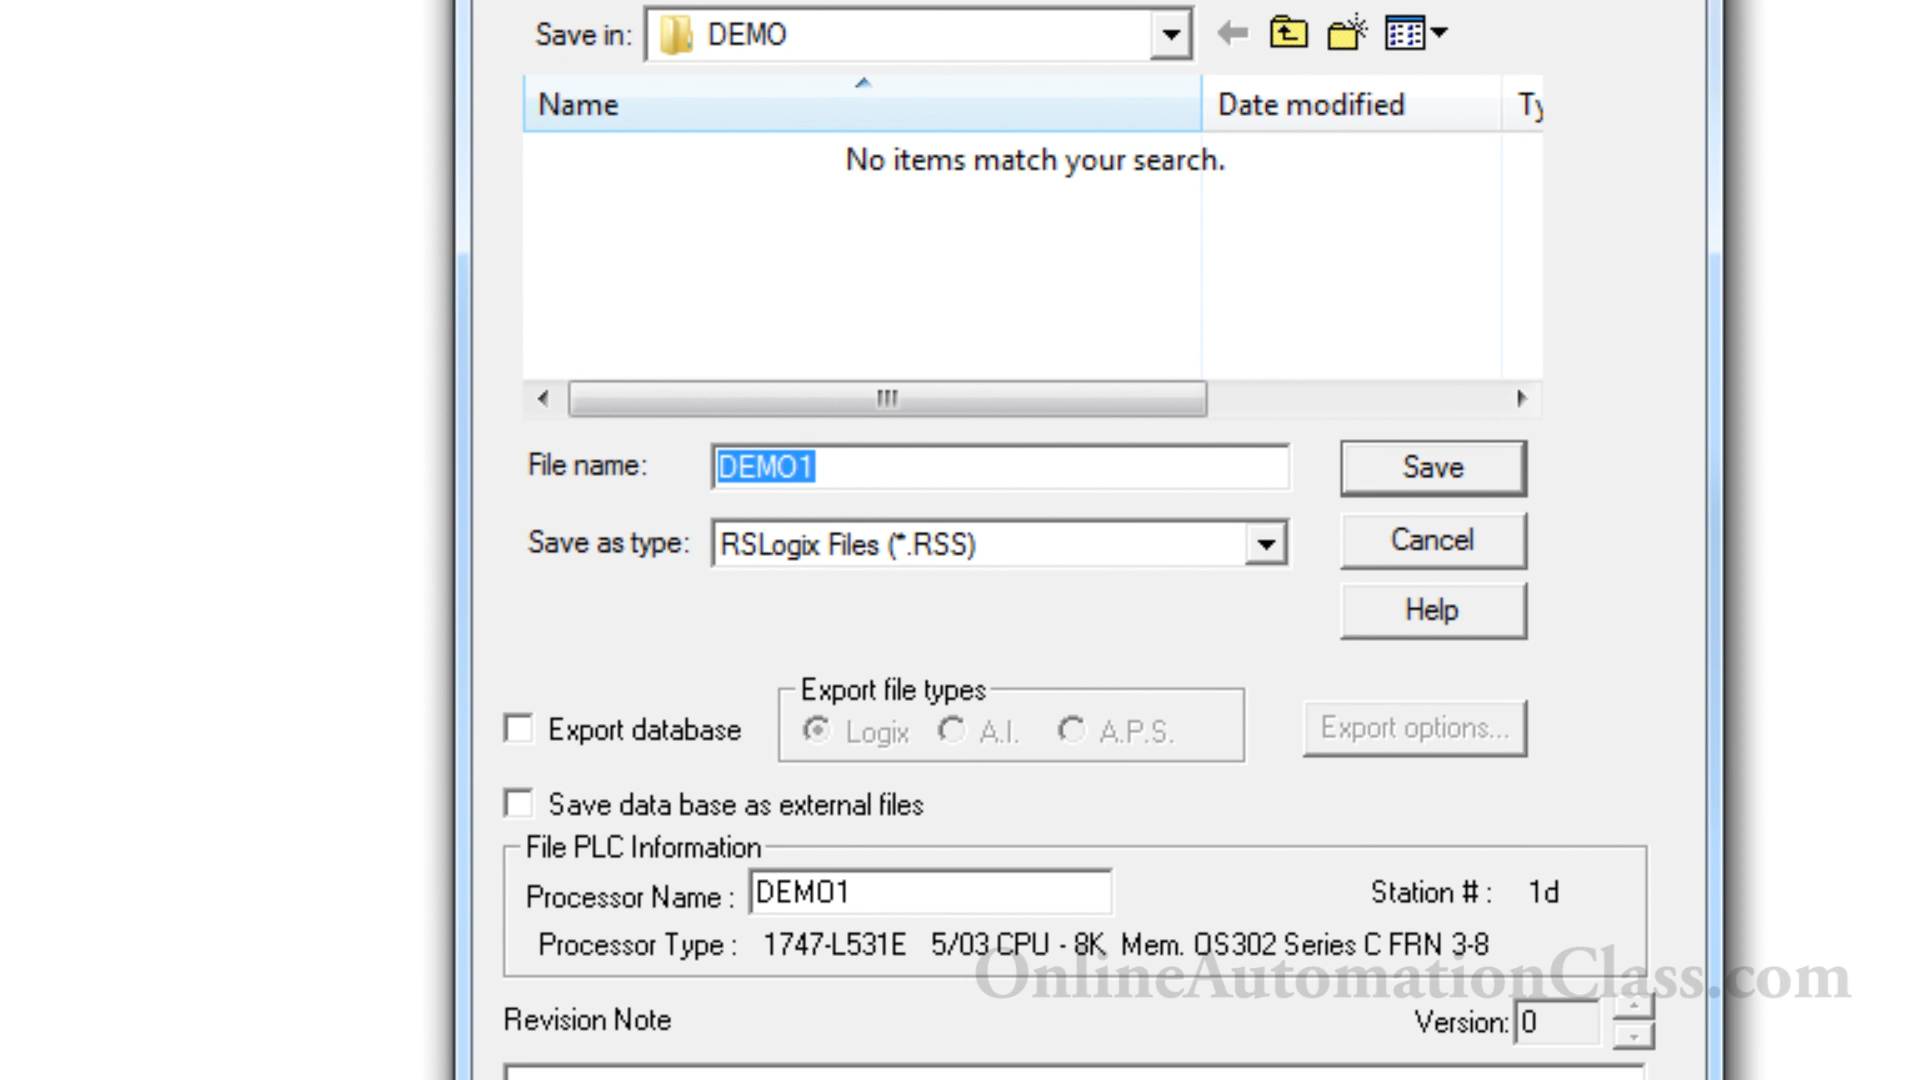 Save in: DEMO
Name Date modified Ty
No items match your search.
File name: DEMO1 Save
Save as type: RSLogix Files (*.RSS) Cancel
Help
Export file types
Export database Logix A.I. A.P.S. Export options...
Save data base as external files
File PLC Information
Processor Name : DEMO1 Station # : 1d
Processor Type : 1747-L531E 5/03 CPU - 8K Mem. OS302 Series C FRN 3-8
OnlineAutomationClass.com
Revision Note Version: 0